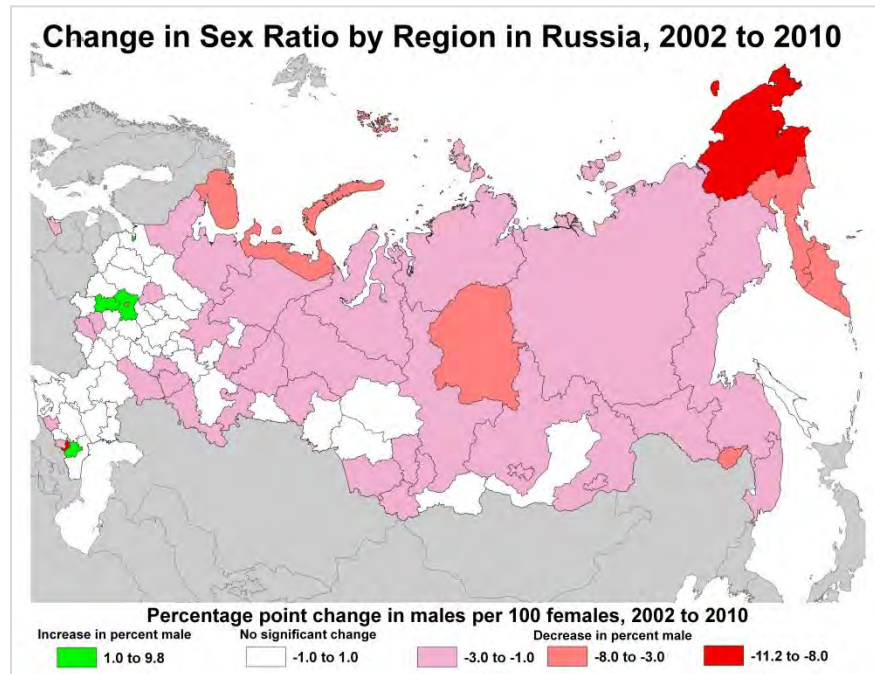 Change in Sex Ratio by Region in Russia, 2002 to 2010
Percentage point change in males per 100 females, 2002 to 2010
Increase in percent male No significant change Decrease in percent male
1.0 to 9.8 -1.0 to 1.0 -3.0 to -1.0 -8.0 to -3.0 -11.2 to -8.0